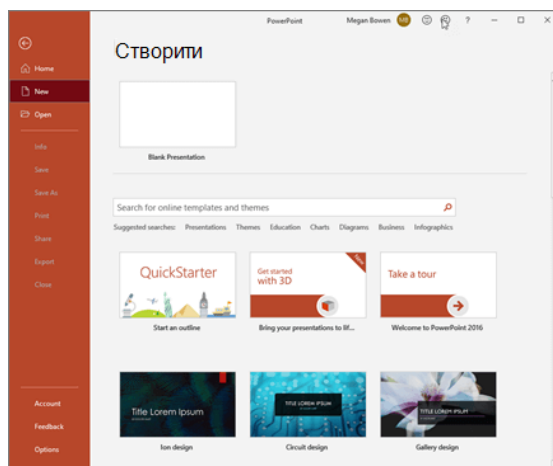 PowerPoint
Megan Bowen
MB
?
Створити
Home
New
Open
Info
Save
Save As
Print
Share
Export
Close
Account
Feedback
Options
Blank Presentation
Search for online templates and themes
Suggested searches: Presentations Themes Education Charts Diagrams Business Infographics
QuickStarter
Start an outline
Get started
with 3D
New
Bring your presentations to lif...
Take a tour
Welcome to PowerPoint 2016
Title Lorem Ipsum
Ion design
TITLE LOREM IPSUM
Circuit design
TITLE LOREM IPSUM
Gallery design